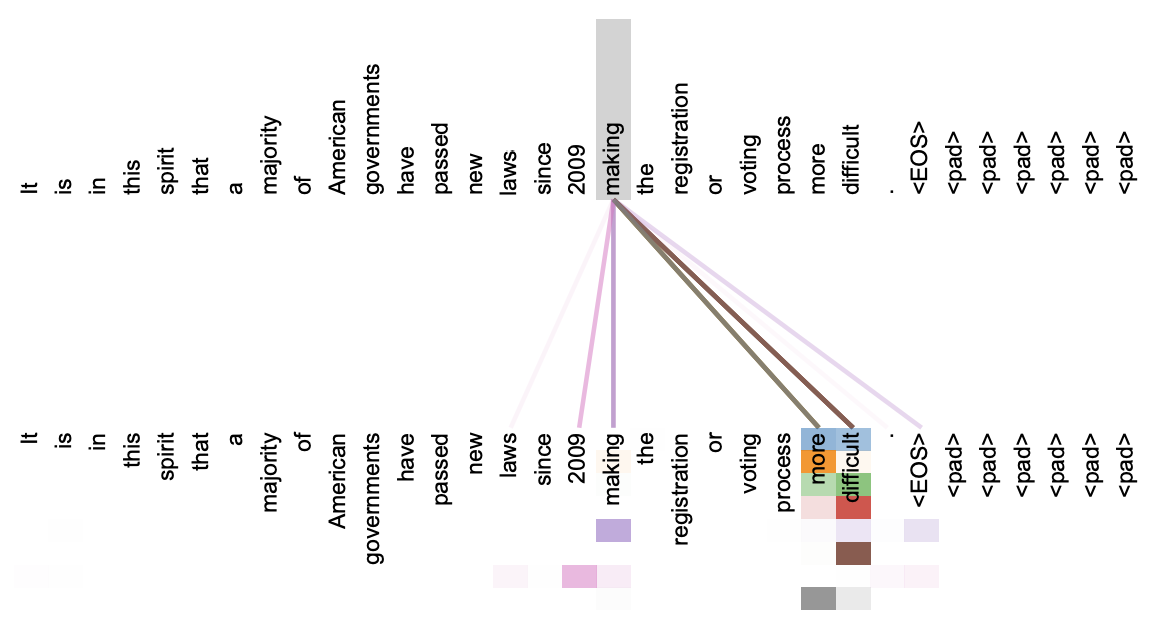 It is in this spirit that a majority of American governments have passed new laws since 2009 making the registration or voting process more difficult . <EOS> <pad> <pad> <pad> <pad> <pad> <pad>
It is in this spirit that a majority of American governments have passed new laws since 2009 making the registration or voting process more difficult . <EOS> <pad> <pad> <pad> <pad> <pad> <pad>